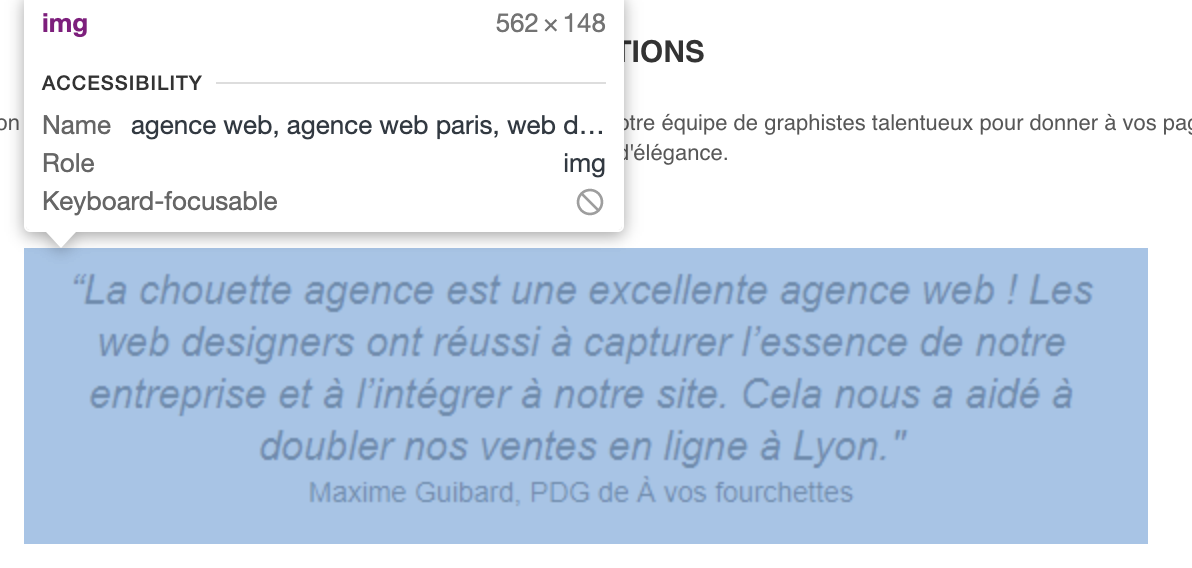 img 562 × 148
TIONS
ACCESSIBILITY
on
Name agence web, agence web paris, web d...
otre équipe de graphistes talentueux pour donner à vos pag
Role img
d'élégance.
Keyboard-focusable
“La chouette agence est une excellente agence web ! Les
web designers ont réussi à capturer l’essence de notre
entreprise et à l’intégrer à notre site. Cela nous a aidé à
doubler nos ventes en ligne à Lyon."
Maxime Guibard, PDG de À vos fourchettes